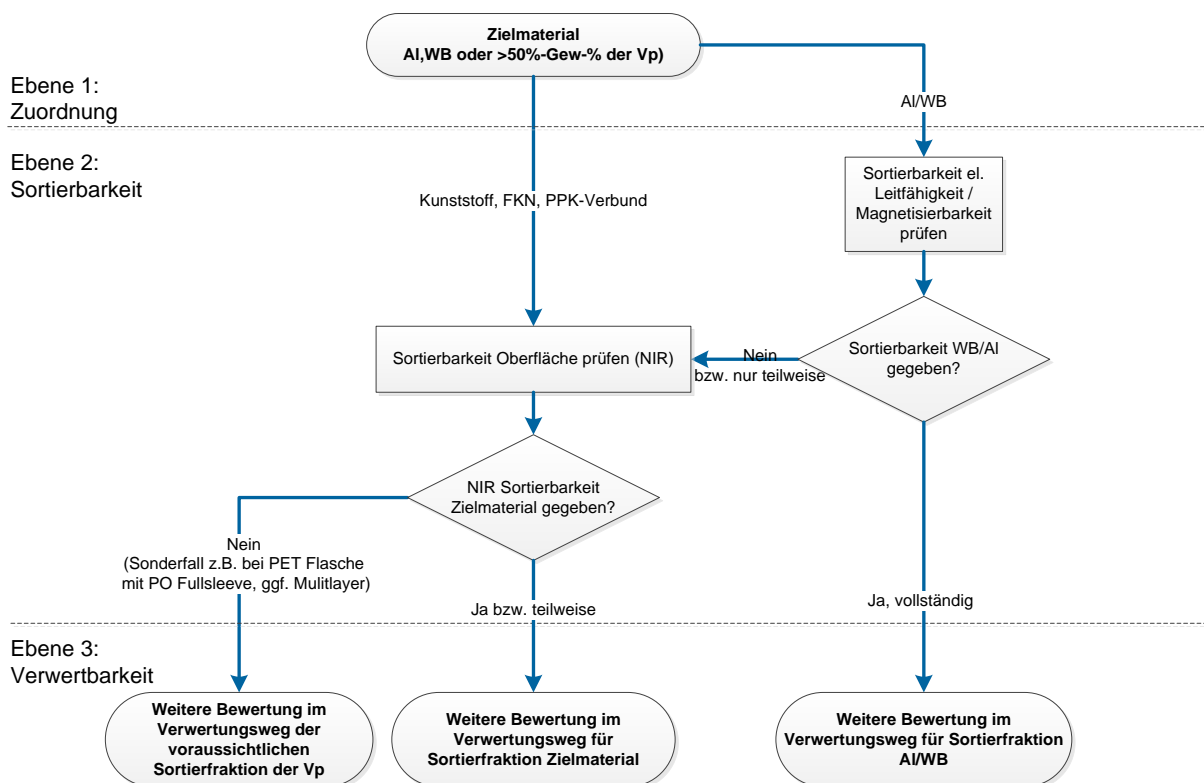 Zielmaterial
Al,WB oder >50%-Gew-% der Vp)
Ebene 1:
Zuordnung
Al/WB
Ebene 2:
Sortierbarkeit
Sortierbarkeit el.
Leitfähigkeit /
Magnetisierbarkeit
prüfen
Kunststoff, FKN, PPK-Verbund
Sortierbarkeit Oberfläche prüfen (NIR)
Nein
bzw. nur teilweise
Sortierbarkeit WB/Al
gegeben?
NIR Sortierbarkeit
Zielmaterial gegeben?
Nein
(Sonderfall z.B. bei PET Flasche
mit PO Fullsleeve, ggf. Mulitlayer)
Ja bzw. teilweise
Ja, vollständig
Ebene 3:
Verwertbarkeit
Weitere Bewertung im
Verwertungsweg der
voraussichtlichen
Sortierfraktion der Vp
Weitere Bewertung im
Verwertungsweg für
Sortierfraktion Zielmaterial
Weitere Bewertung im
Verwertungsweg für Sortierfraktion
Al/WB